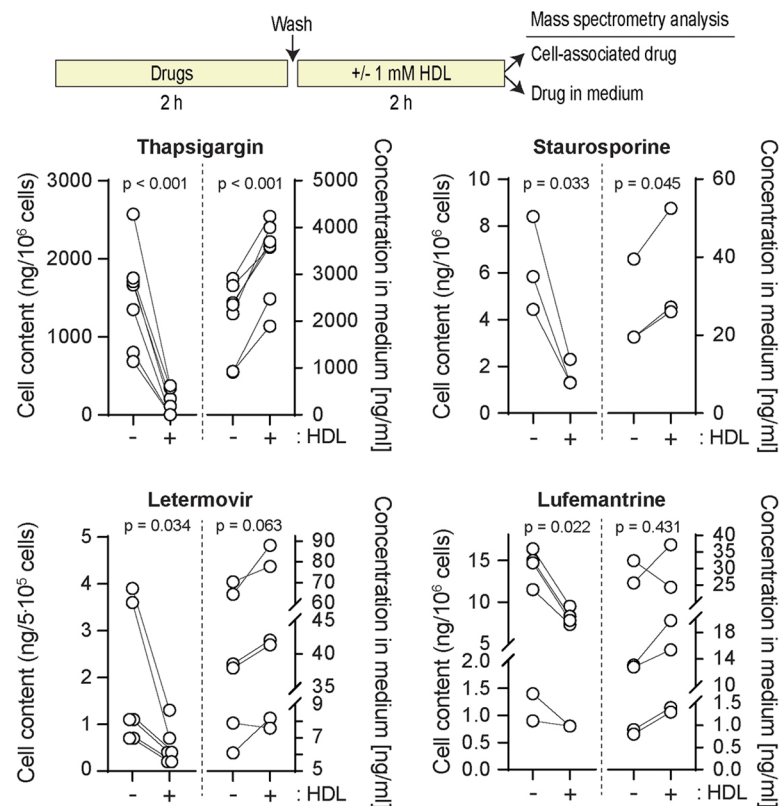 Wash
Mass spectrometry analysis
Drugs
+/- 1 mM HDL
Cell-associated drug
Drug in medium
2 h
2 h
Thapsigargin
Cell content (ng/10⁶ cells)
3000
2000
1000
0
p < 0.001
p < 0.001
5000
4000
3000
2000
1000
0
Concentration in medium [ng/ml]
- + - + : HDL
Staurosporine
Cell content (ng/10⁶ cells)
10
8
6
4
2
0
p = 0.033
p = 0.045
60
40
20
0
Concentration in medium [ng/ml]
- + - + : HDL
Letermovir
Cell content (ng/5·10⁵ cells)
5
4
3
2
1
0
p = 0.034
p = 0.063
90
80
70
60
45
40
35
9
7
5
Concentration in medium [ng/ml]
- + - + : HDL
Lufemantrine
Cell content (ng/10⁶ cells)
15
10
5
2.0
1.5
1.0
0.5
0.0
p = 0.022
p = 0.431
40
35
30
25
18
14
10
1.5
1.0
0.5
0.0
Concentration in medium [ng/ml]
- + - + : HDL